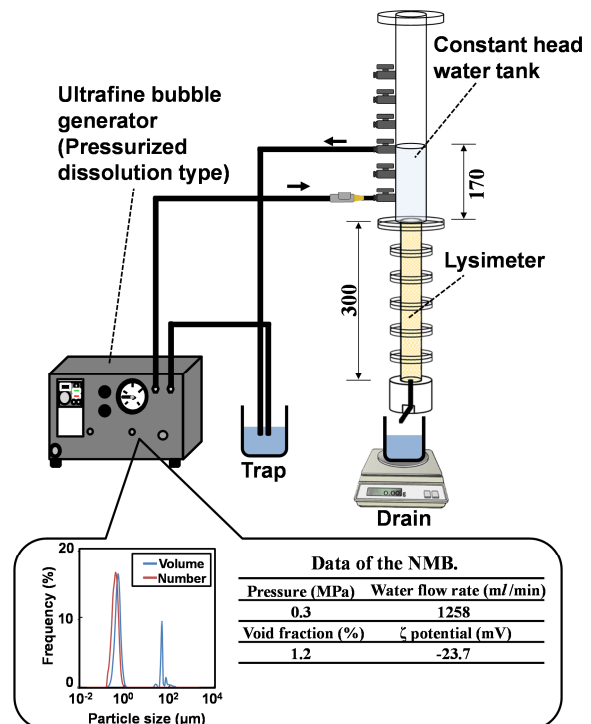 Constant head
water tank
Ultrafine bubble
generator
(Pressurized
dissolution type)
170
Lysimeter
300
Trap
0.00g
Drain
20
10
0
Frequency (%)
Volume
Number
10-2 100 102 104
Particle size (µm)
Data of the NMB.
Pressure (MPa) Water flow rate (ml/min)
0.3 1258
Void fraction (%) ζ potential (mV)
1.2 -23.7